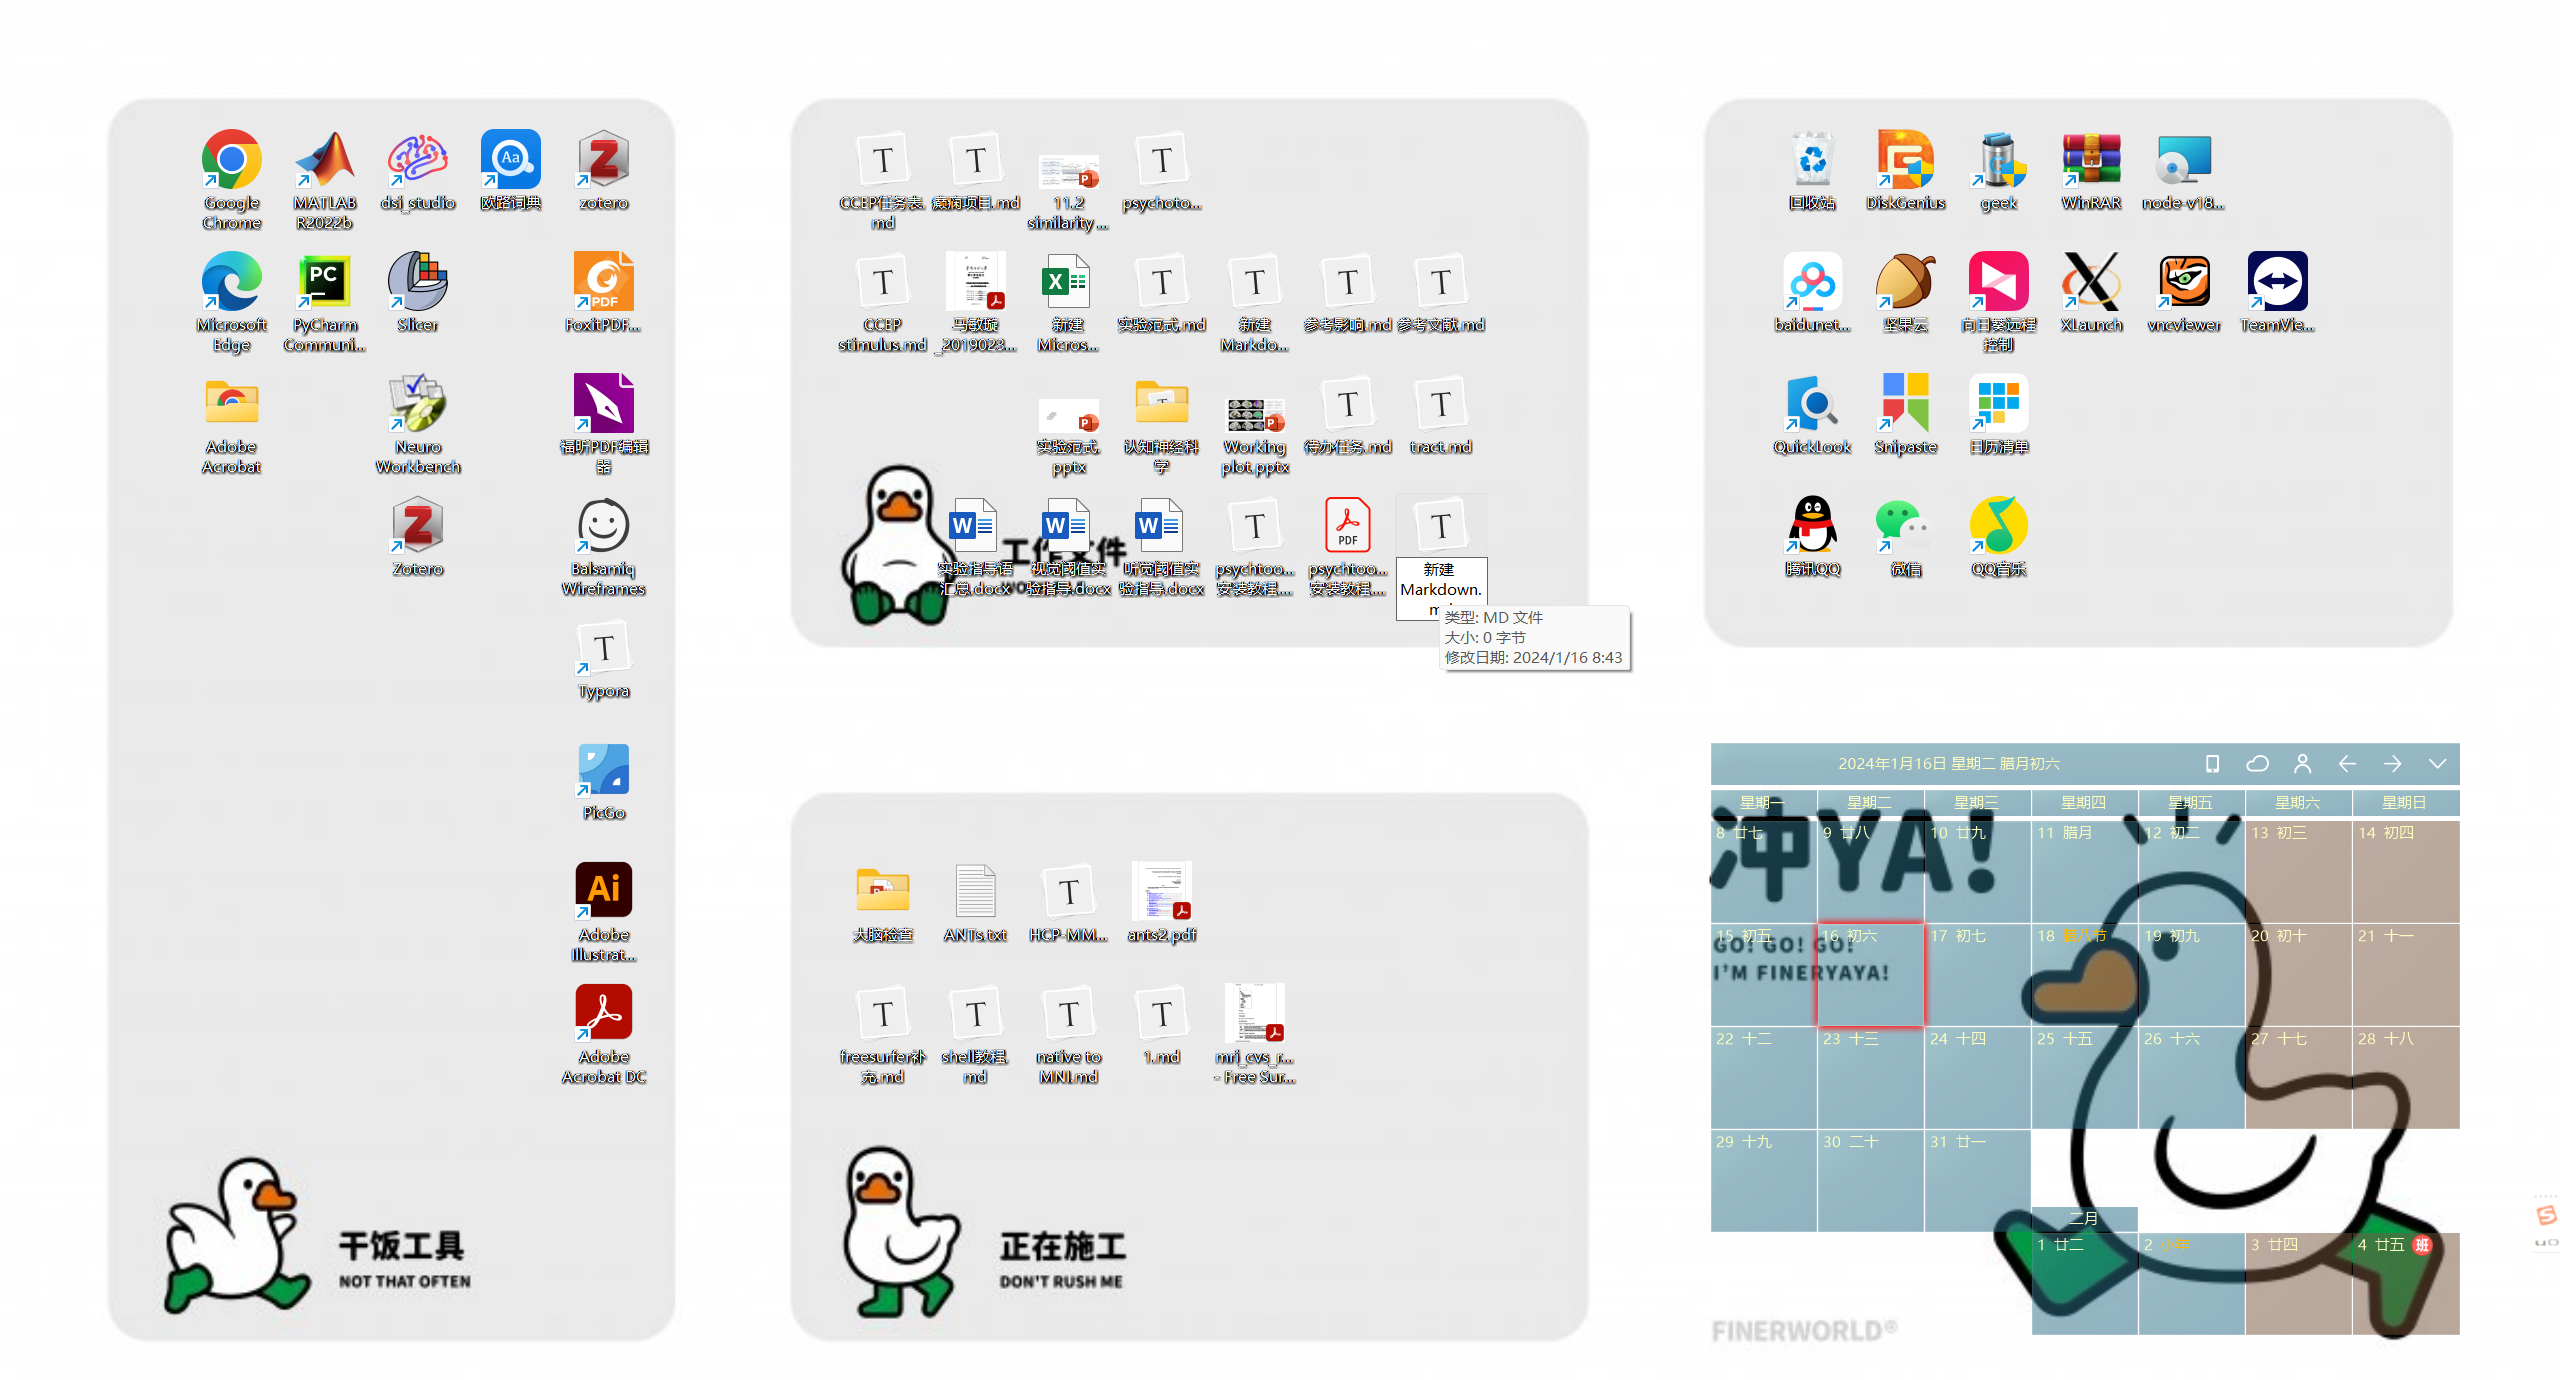 Google
Chrome
MATLAB
R2022b
dsi_studio
欧路词典
zotero
Microsoft
Edge
PyCharm
Communi...
Slicer
FoxitPDF...
Adobe
Acrobat
Neuro
Workbench
福昕PDF编辑
器
Zotero
Balsamiq
Wireframes
Typora
PicGo
Adobe
Illustrat...
Adobe
Acrobat DC
干饭工具
NOT THAT OFTEN
CCEP任务表.
md
癫痫项目.md
11.2
similarity ...
psychoto...
CCEP
stimulus.md
马敏璇
_2019023...
新建
Micros...
实验范式.md
新建
Markdo...
参考影响.md
参考文献.md
实验范式.
pptx
认知神经科
学
Working
plot.pptx
待办任务.md
tract.md
工作文件
实验指导语
汇总.docx
视觉阈值实
验指导.docx
听觉阈值实
验指导.docx
psychtoo...
安装教程....
psychtoo...
安装教程....
新建
Markdown.
类型: MD 文件
大小: 0 字节
修改日期: 2024/1/16 8:43
大脑检查
ANTs.txt
HCP-MM...
ants2.pdf
freesurfer补
充.md
shell教程.
md
native to
MNI.md
1.md
mri_cvs_r...
- Free Sur...
正在施工
DON'T RUSH ME
回收站
DiskGenius
geek
WinRAR
node-v18...
baidunet...
坚果云
向日葵远程
控制
XLaunch
vncviewer
TeamVie...
QuickLook
Snipaste
日历清单
腾讯QQ
微信
QQ音乐
2024年1月16日 星期二 腊月初六
星期一 星期二 星期三 星期四 星期五 星期六 星期日
8 廿七 9 廿八 10 廿九 11 腊月 12 初二 13 初三 14 初四
冲YA!
15 初五 16 初六 17 初七 18 腊八节 19 初九 20 初十 21 十一
GO! GO! GO!
I'M FINERYAYA!
22 十二 23 十三 24 十四 25 十五 26 十六 27 十七 28 十八
29 十九 30 二十 31 廿一
二月
1 廿二 2 小年 3 廿四 4 廿五 班
FINERWORLD®